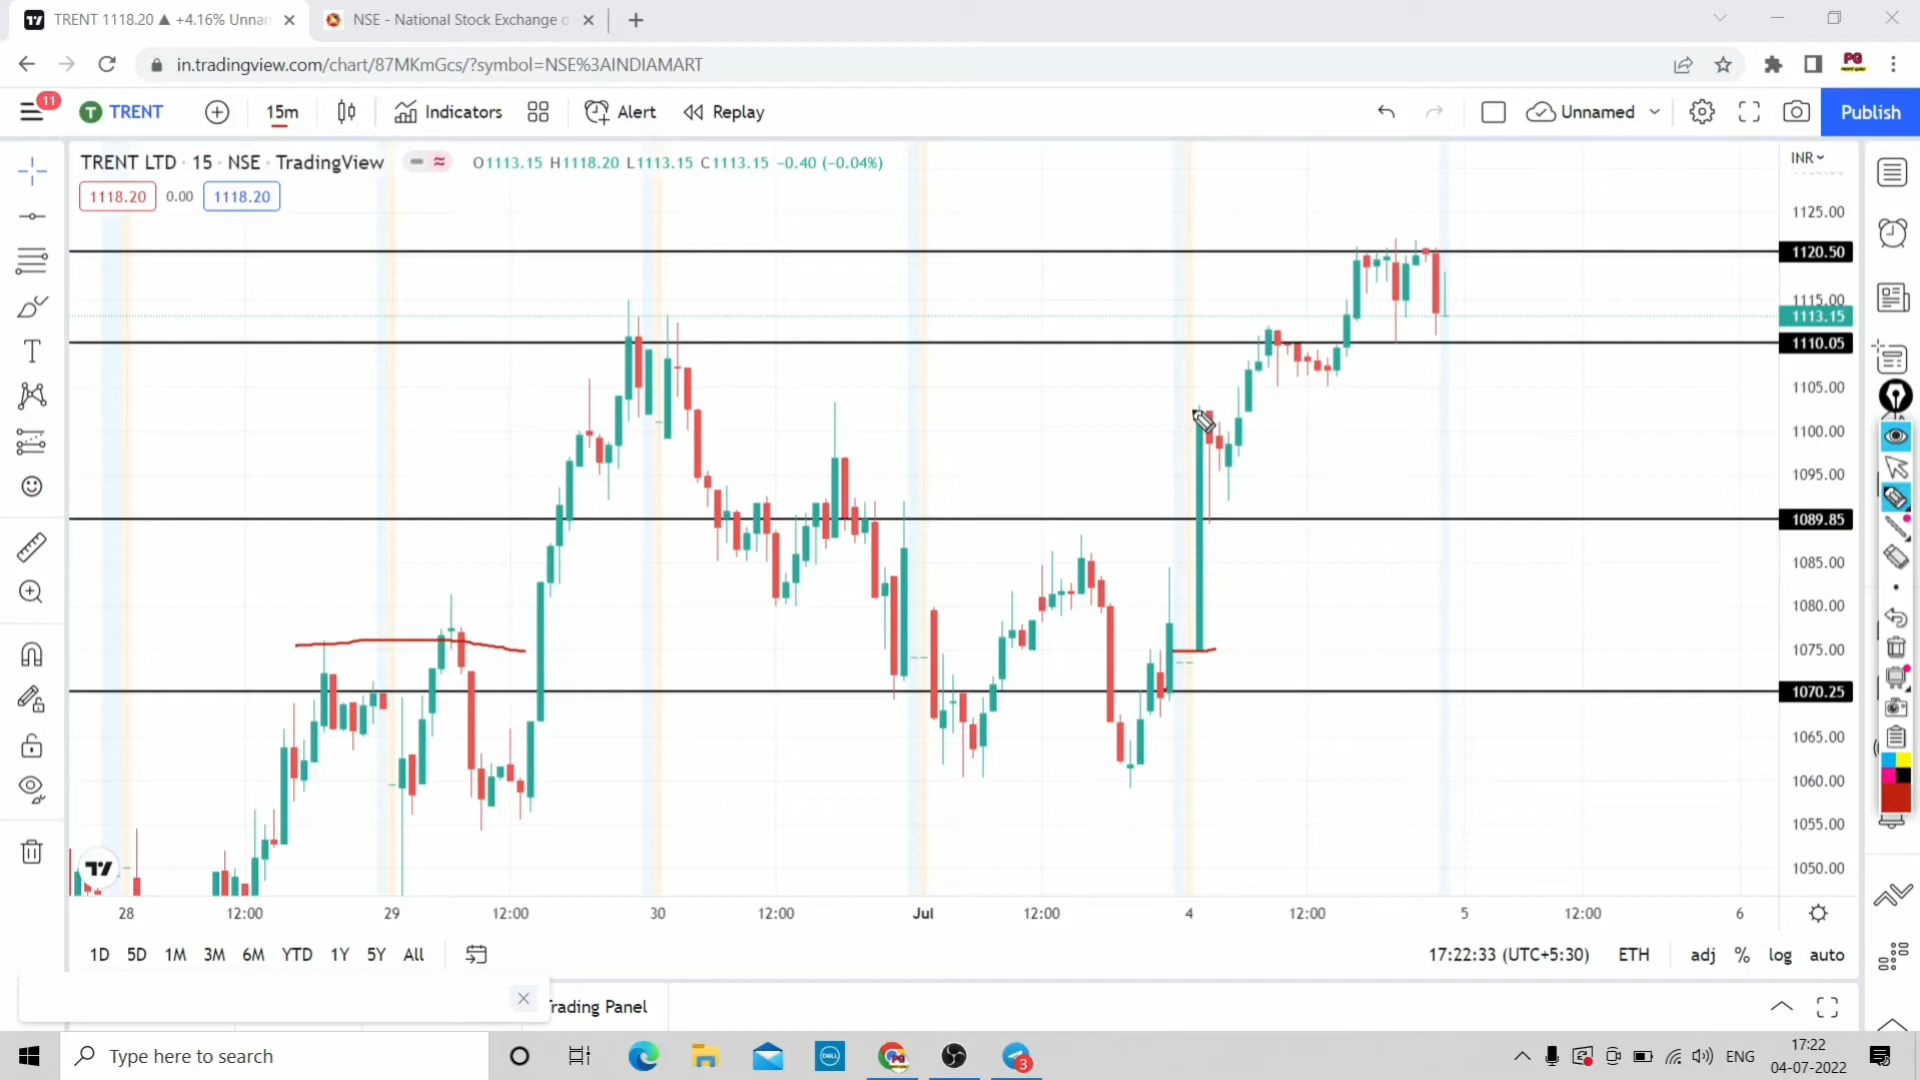 TRENT 1118.20 ▲ +4.16% Unnan
NSE - National Stock Exchange o
in.tradingview.com/chart/87MKmGcs/?symbol=NSE%3AINDIAMART
PG
11
T TRENT
15m
Indicators
Alert
Replay
Unnamed
Publish
TRENT LTD · 15 · NSE · TradingView
O1113.15 H1118.20 L1113.15 C1113.15 −0.40 (−0.04%)
INR
1118.20 0.00 1118.20
1125.00
1120.50
1115.00
1113.15
1110.05
1105.00
1100.00
1095.00
1089.85
1085.00
1080.00
1075.00
1070.25
1065.00
1060.00
1055.00
1050.00
28 12:00 29 12:00 30 12:00 Jul 12:00 4 12:00 5 12:00 6
1D 5D 1M 3M 6M YTD 1Y 5Y All
17:22:33 (UTC+5:30) ETH adj % log auto
Trading Panel
Type here to search
DELL
PG
3
ENG
17:22
04-07-2022